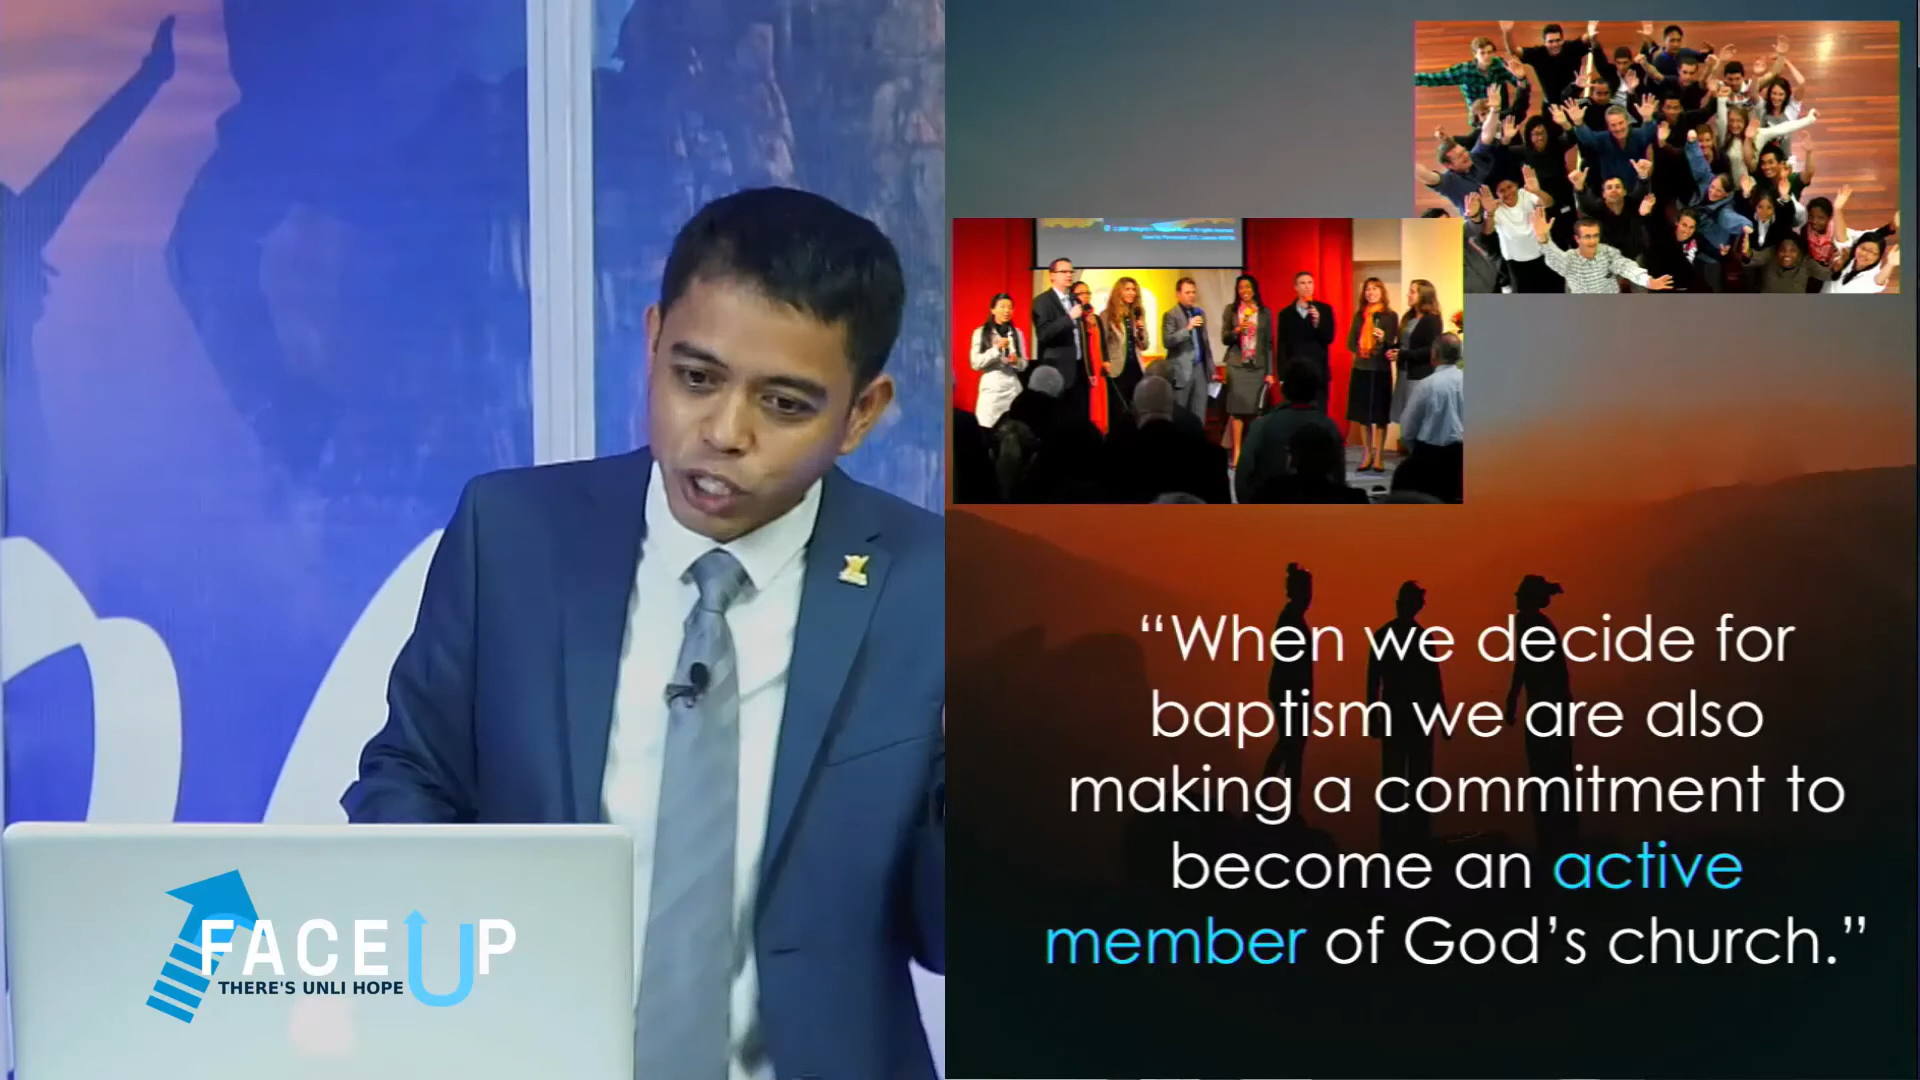 FACE UP
THERE'S UNLI HOPE
“When we decide for
baptism we are also
making a commitment to
become an active
member of God’s church.”